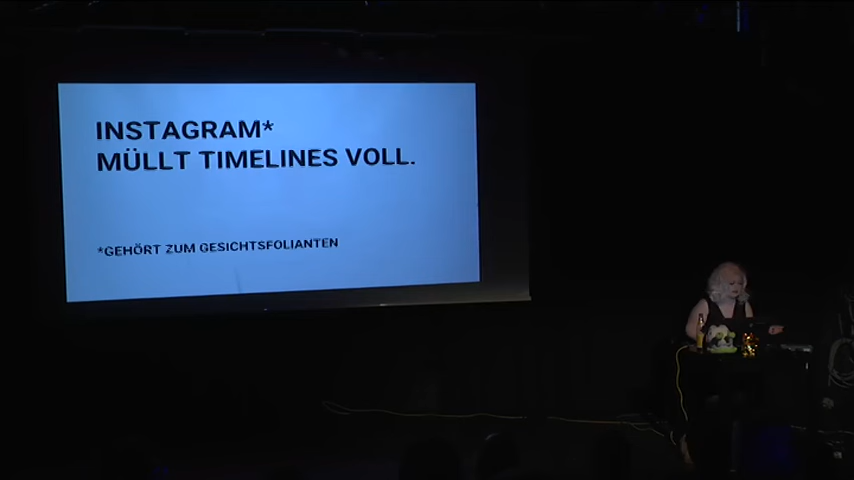 INSTAGRAM*
MÜLLT TIMELINES VOLL.
*GEHÖRT ZUM GESICHTSFOLIANTEN